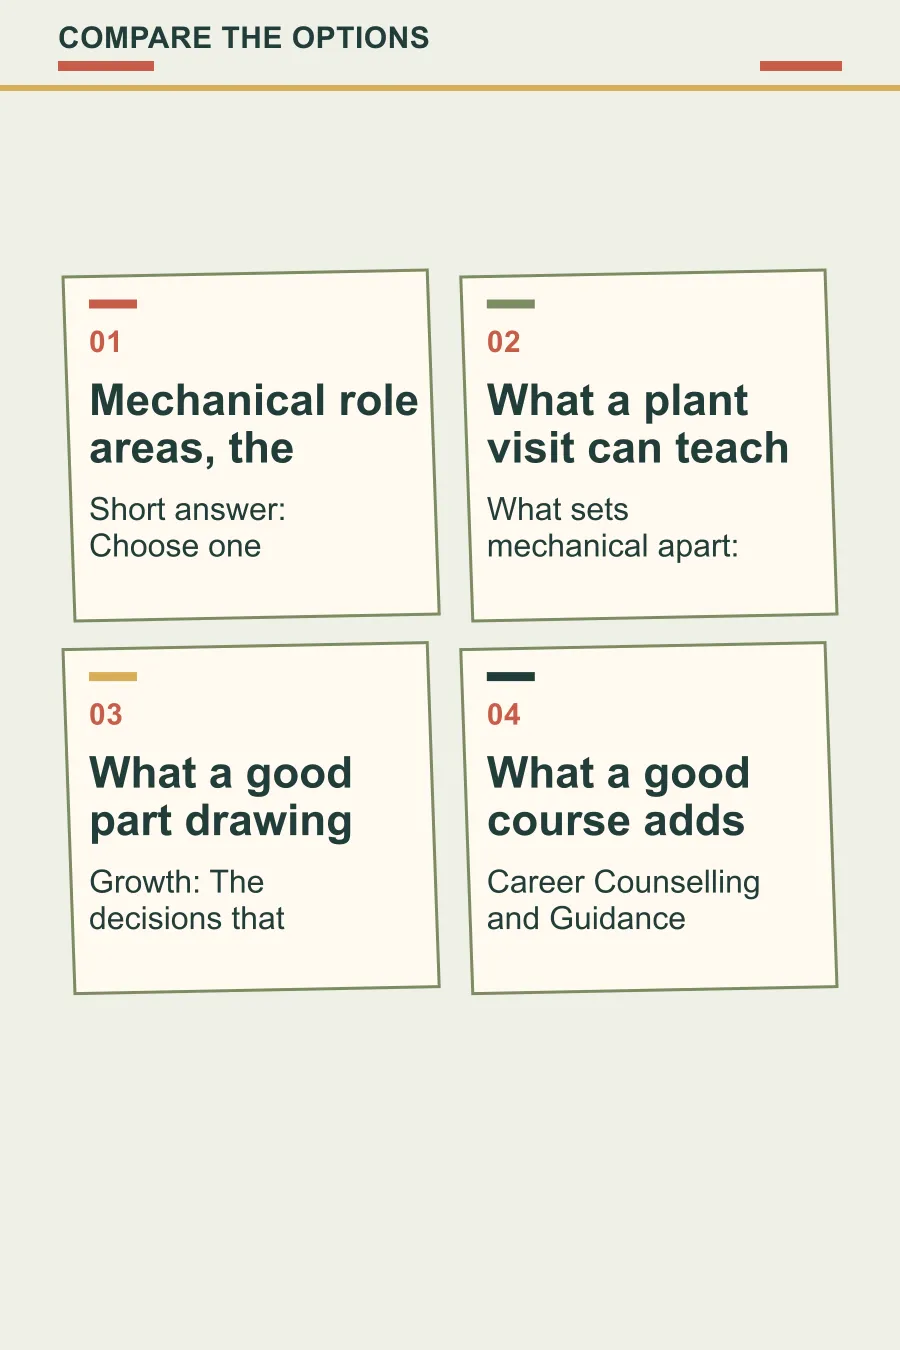 COMPARE THE OPTIONS
01
Mechanical role
areas, the
Short answer:
Choose one
02
What a plant
visit can teach
What sets
mechanical apart:
03
What a good
part drawing
Growth: The
decisions that
04
What a good
course adds
Career Counselling
and Guidance